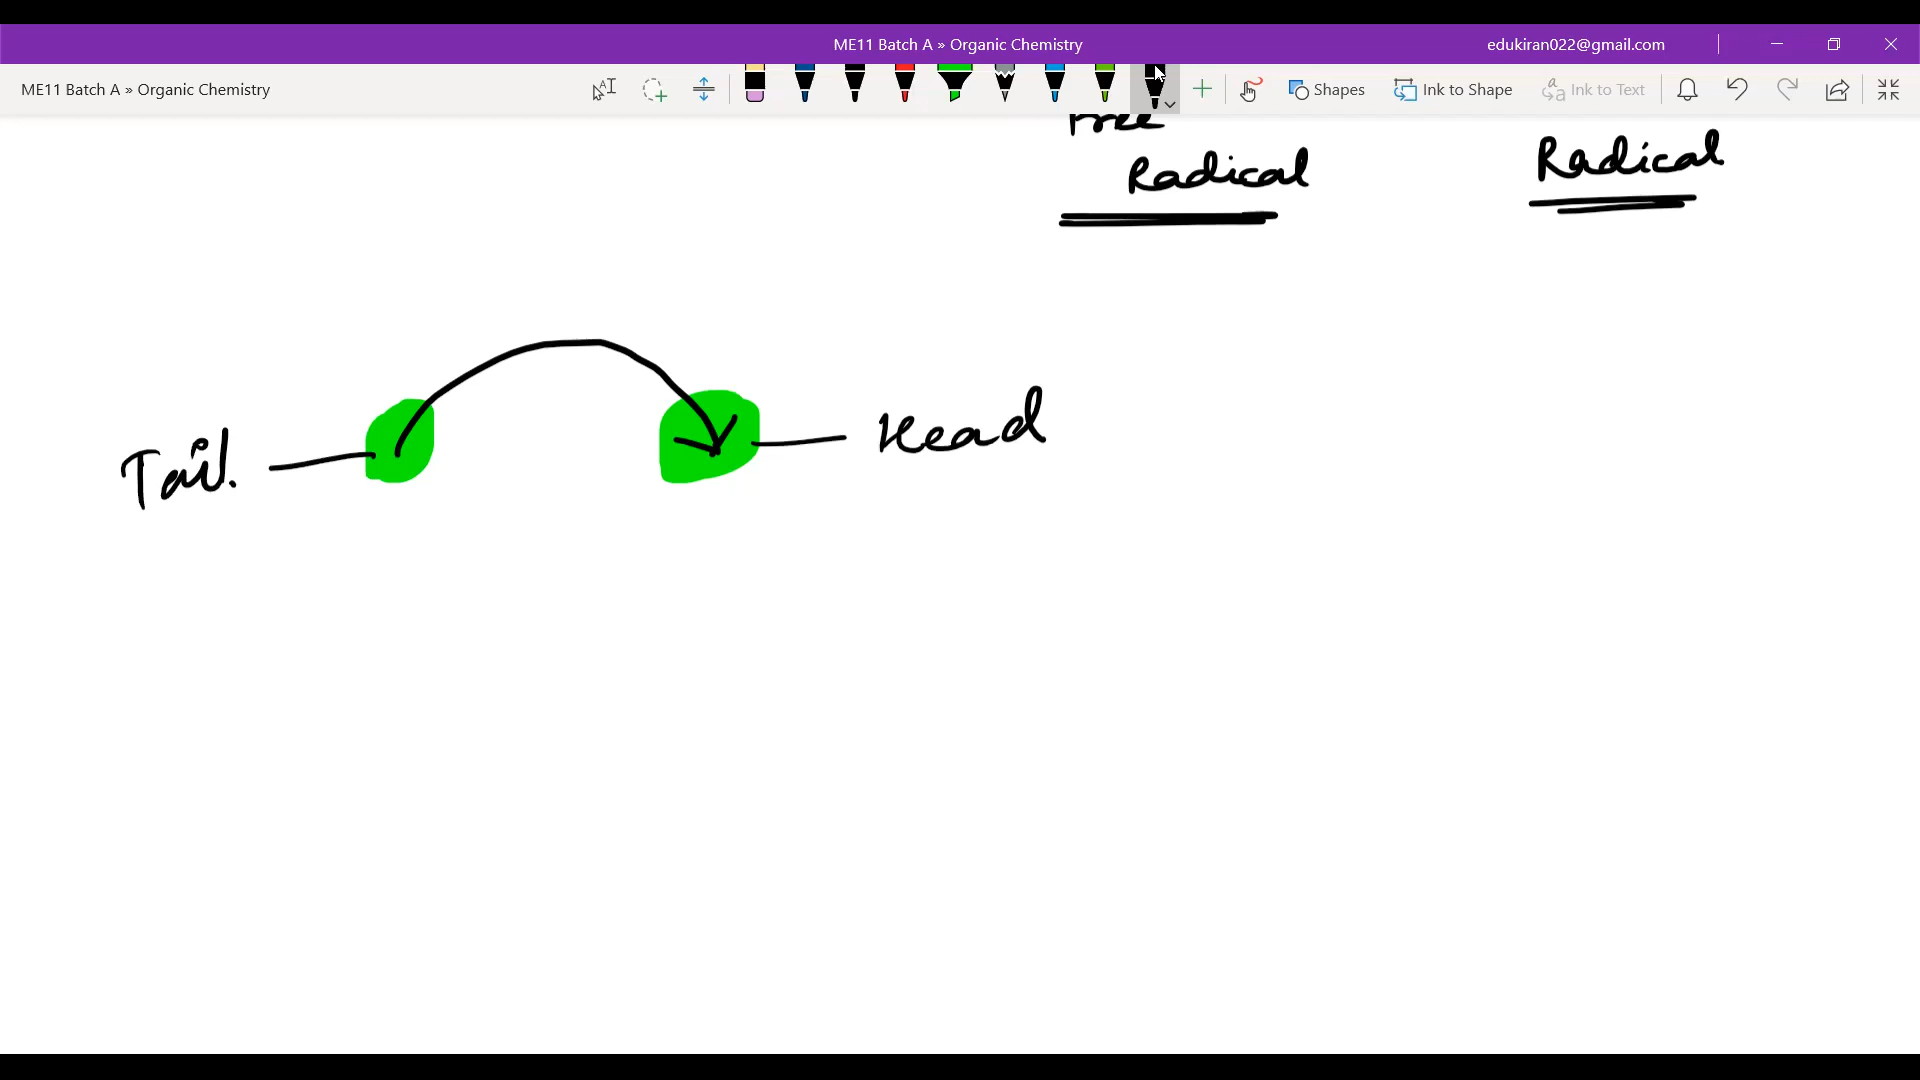 ME11 Batch A » Organic Chemistry
edukiran022@gmail.com
ME11 Batch A » Organic Chemistry
Shapes
Ink to Shape
Ink to Text
Free
Radical
Radical
Tail.
Head